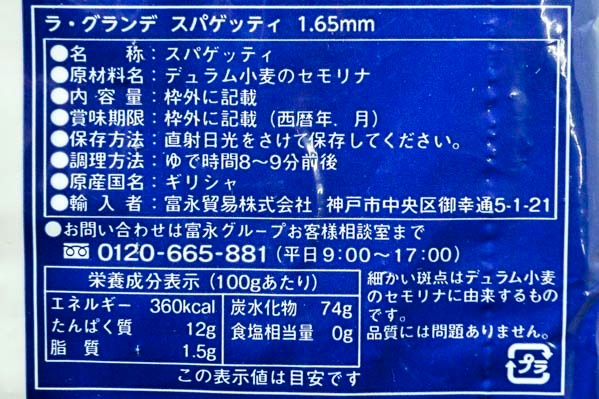 ラ・グランデ スパゲッティ 1.65mm
●名 称：スパゲッティ
●原材料名：デュラム小麦のセモリナ
●内 容 量：枠外に記載
●賞味期限：枠外に記載（西暦年．月）
●保存方法：直射日光をさけて保存してください。
●調理方法：ゆで時間8～9分前後
●原産国名：ギリシャ
●輸 入 者：富永貿易株式会社 神戸市中央区御幸通5-1-21
●お問い合わせは富永グループお客様相談室まで
0120-665-881（平日9:00～17:00）
栄養成分表示（100gあたり）
エネルギー 360kcal 炭水化物 74g
たんぱく質 12g 食塩相当量 0g
脂 質 1.5g
この表示値は目安です
細かい斑点はデュラム小麦
のセモリナに由来するもの
です。
品質には問題ありません。
プラ